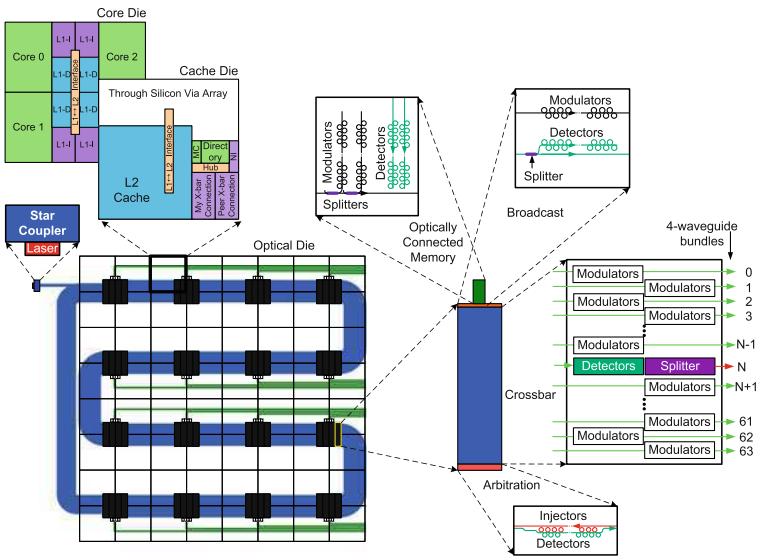 Core Die
Core 0
L1-I
L1-I
Core 2
L1-D
L1-D
L1↔L2 Interface
Core 1
L1-D
L1-D
L1-I
L1-I
Cache Die
Through Silicon Via Array
L1↔L2 Interface
L2
Cache
MC
Direct
ory
NI
Hub
My X-bar
Connection
Peer X-bar
Connection
Star
Coupler
Laser
Optical Die
Modulators
Detectors
Splitters
Optically
Connected
Memory
Modulators
Detectors
Splitter
Broadcast
4-waveguide
bundles
Modulators 0
Modulators 1
Modulators 2
Modulators 3
Modulators N-1
Detectors Splitter N
Modulators N+1
Modulators 61
Modulators 62
Modulators 63
Crossbar
Arbitration
Injectors
Detectors